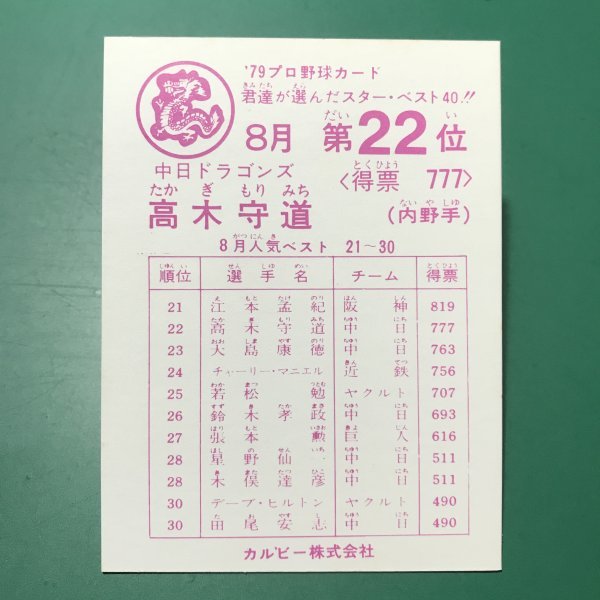 '79プロ野球カード
君達が選んだスター・ベスト40!!
8月 第22位
中日ドラゴンズ 〈得票 777〉
高木守道 (内野手)
8月人気ベスト 21〜30
順位 選手名 チーム 得票
21 江本孟紀 阪神 819
22 高木守道 中日 777
23 大島康徳 中日 763
24 チャーリー・マニエル 近鉄 756
25 若松勉 ヤクルト 707
26 鈴木孝政 中日 693
27 張本勲 巨人 616
28 星野仙一 中日 511
28 木俣達彦 中日 511
30 デーブ・ヒルトン ヤクルト 490
30 田尾安志 中日 490
カルビー株式会社